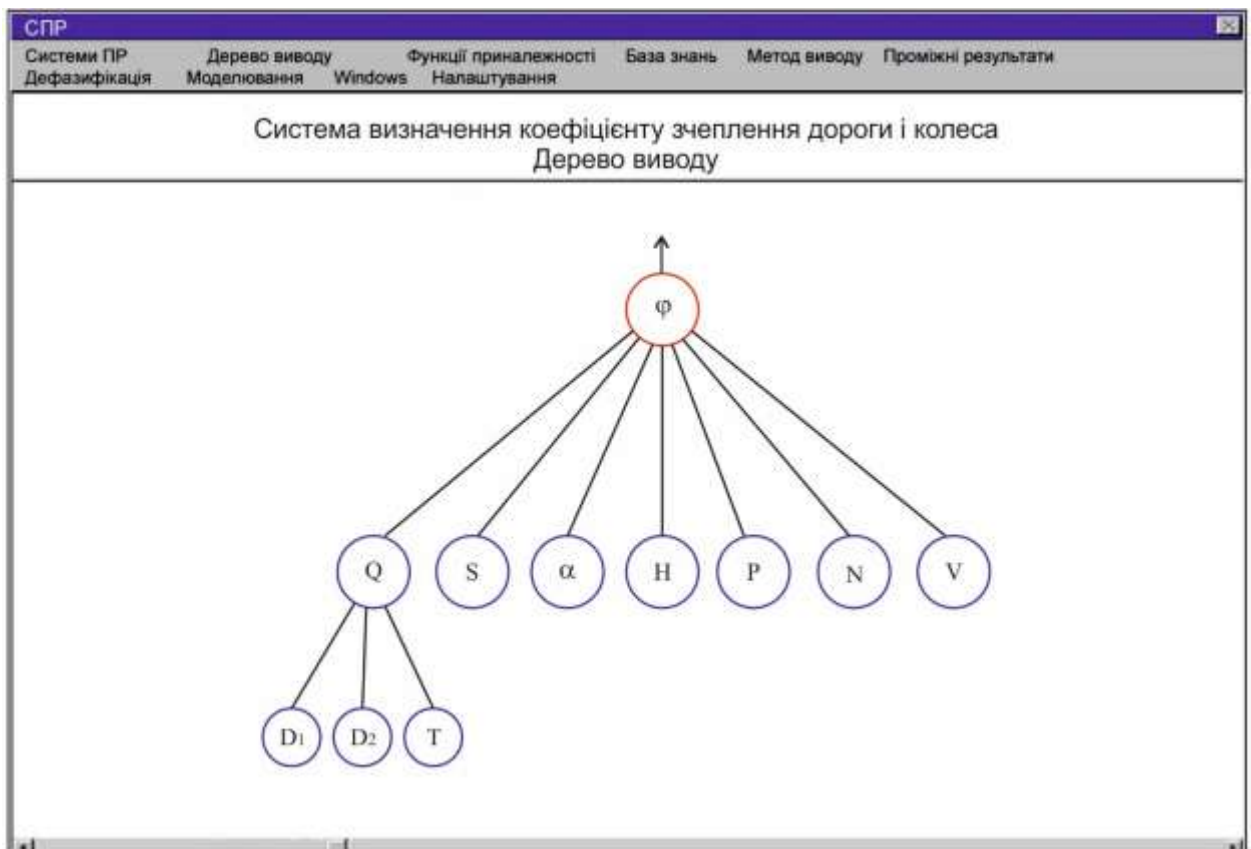 СПР
Системи ПР Дерево виводу Функції приналежності База знань Метод виводу Проміжні результати
Дефазифікація Моделювання Windows Налаштування
Система визначення коефіцієнту зчеплення дороги і колеса
Дерево виводу
φ
Q S α H P N V
D1 D2 T